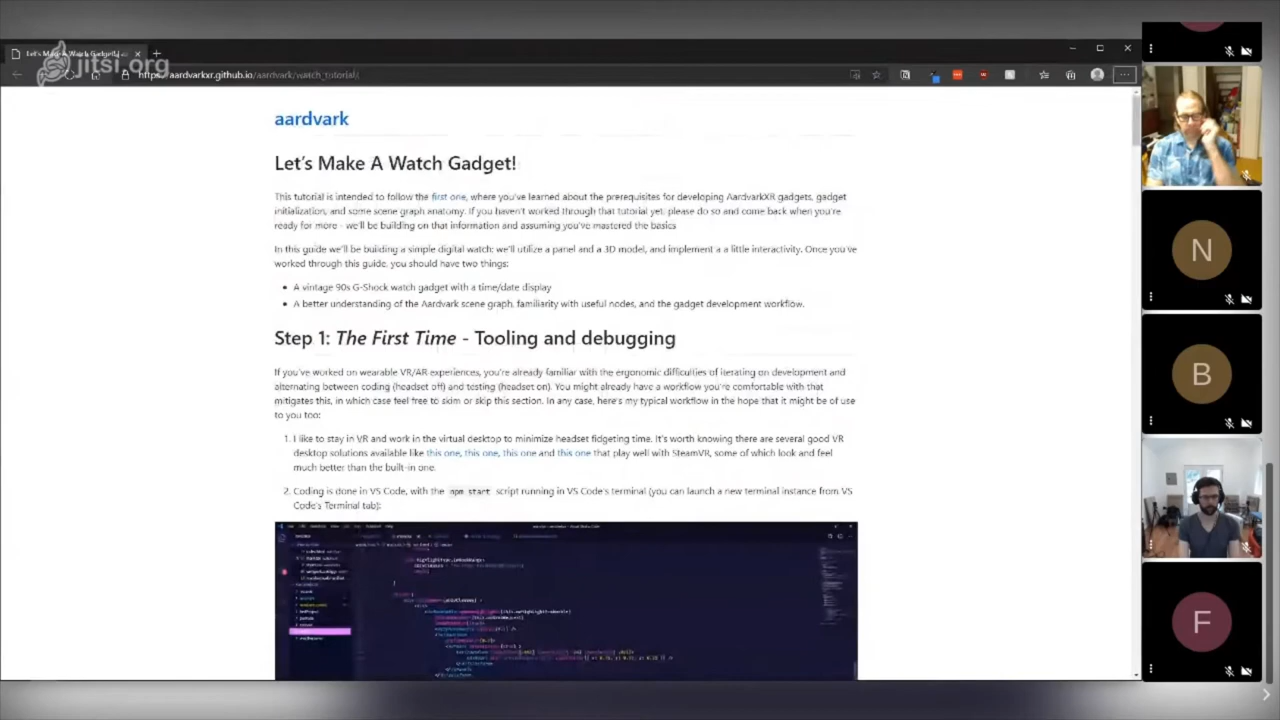 Let's Make A Watch Gadget!
jitsi.org
https://aardvarkxr.github.io/aardvark/watch_tutorial/
aardvark
Let's Make A Watch Gadget!
This tutorial is intended to follow the first one, where you've learned about the prerequisites for developing AardvarkXR gadgets, gadget
initialization, and some scene graph anatomy. If you haven't worked through that tutorial yet, please do so and come back when you're
ready for more - we'll be building on that information and assuming you've mastered the basics
In this guide we'll be building a simple digital watch: we'll utilize a panel and a 3D model, and implement a a little interactivity. Once you've
worked through this guide, you should have two things:
• A vintage 90s G-Shock watch gadget with a time/date display
• A better understanding of the Aardvark scene graph, familiarity with useful nodes, and the gadget development workflow.
Step 1: The First Time - Tooling and debugging
If you've worked on wearable VR/AR experiences, you're already familiar with the ergonomic difficulties of iterating on development and
alternating between coding (headset off) and testing (headset on). You might already have a workflow you're comfortable with that
mitigates this, in which case feel free to skim or skip this section. In any case, here's my typical workflow in the hope that it might be of use
to you too:
1. I like to stay in VR and work in the virtual desktop to minimize headset fidgeting time. It's worth knowing there are several good VR
desktop solutions available like this one, this one, this one and this one that play well with SteamVR, some of which look and feel
much better than the built-in one.
2. Coding is done in VS Code, with the npm start script running in VS Code's terminal (you can launch a new terminal instance from VS
Code's Terminal tab):
N
B
F